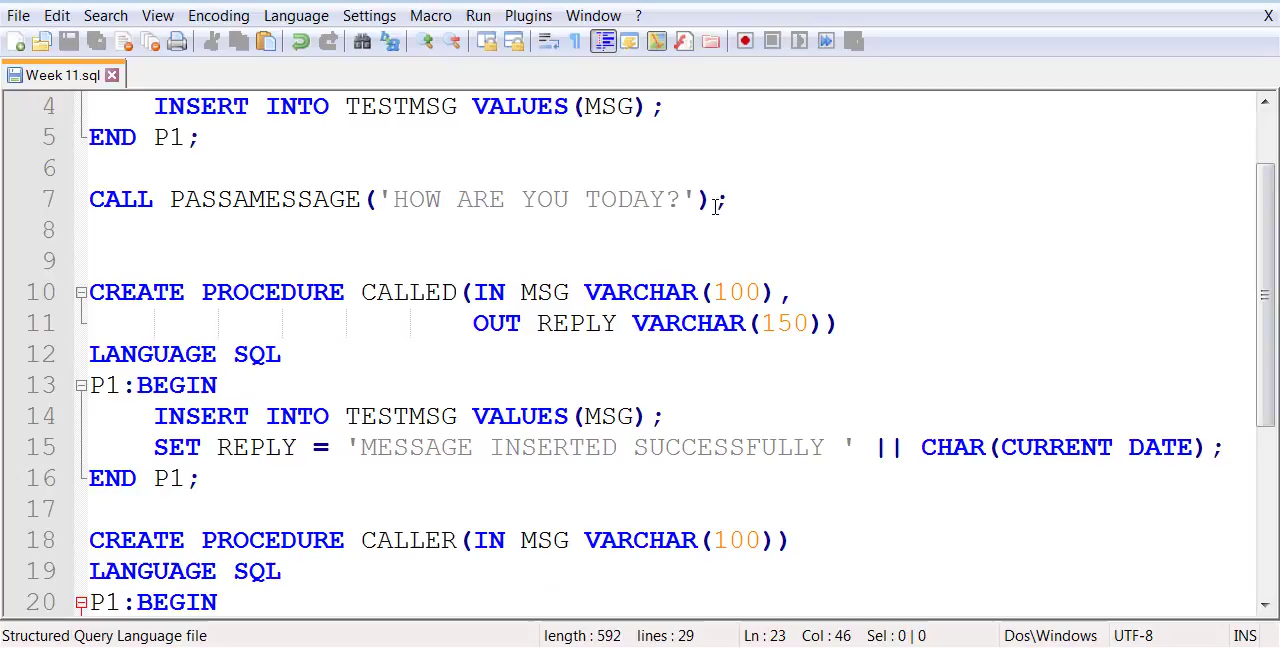 File Edit Search View Encoding Language Settings Macro Run Plugins Window ? X
Week 11.sql
4 INSERT INTO TESTMSG VALUES(MSG);
5 END P1;
6
7 CALL PASSAMESSAGE('HOW ARE YOU TODAY?');
8
9
10 CREATE PROCEDURE CALLED(IN MSG VARCHAR(100),
11 OUT REPLY VARCHAR(150))
12 LANGUAGE SQL
13 P1:BEGIN
14 INSERT INTO TESTMSG VALUES(MSG);
15 SET REPLY = 'MESSAGE INSERTED SUCCESSFULLY ' || CHAR(CURRENT DATE);
16 END P1;
17
18 CREATE PROCEDURE CALLER(IN MSG VARCHAR(100))
19 LANGUAGE SQL
20 P1:BEGIN
Structured Query Language file length : 592 lines : 29 Ln : 23 Col : 46 Sel : 0 | 0 Dos\Windows UTF-8 INS